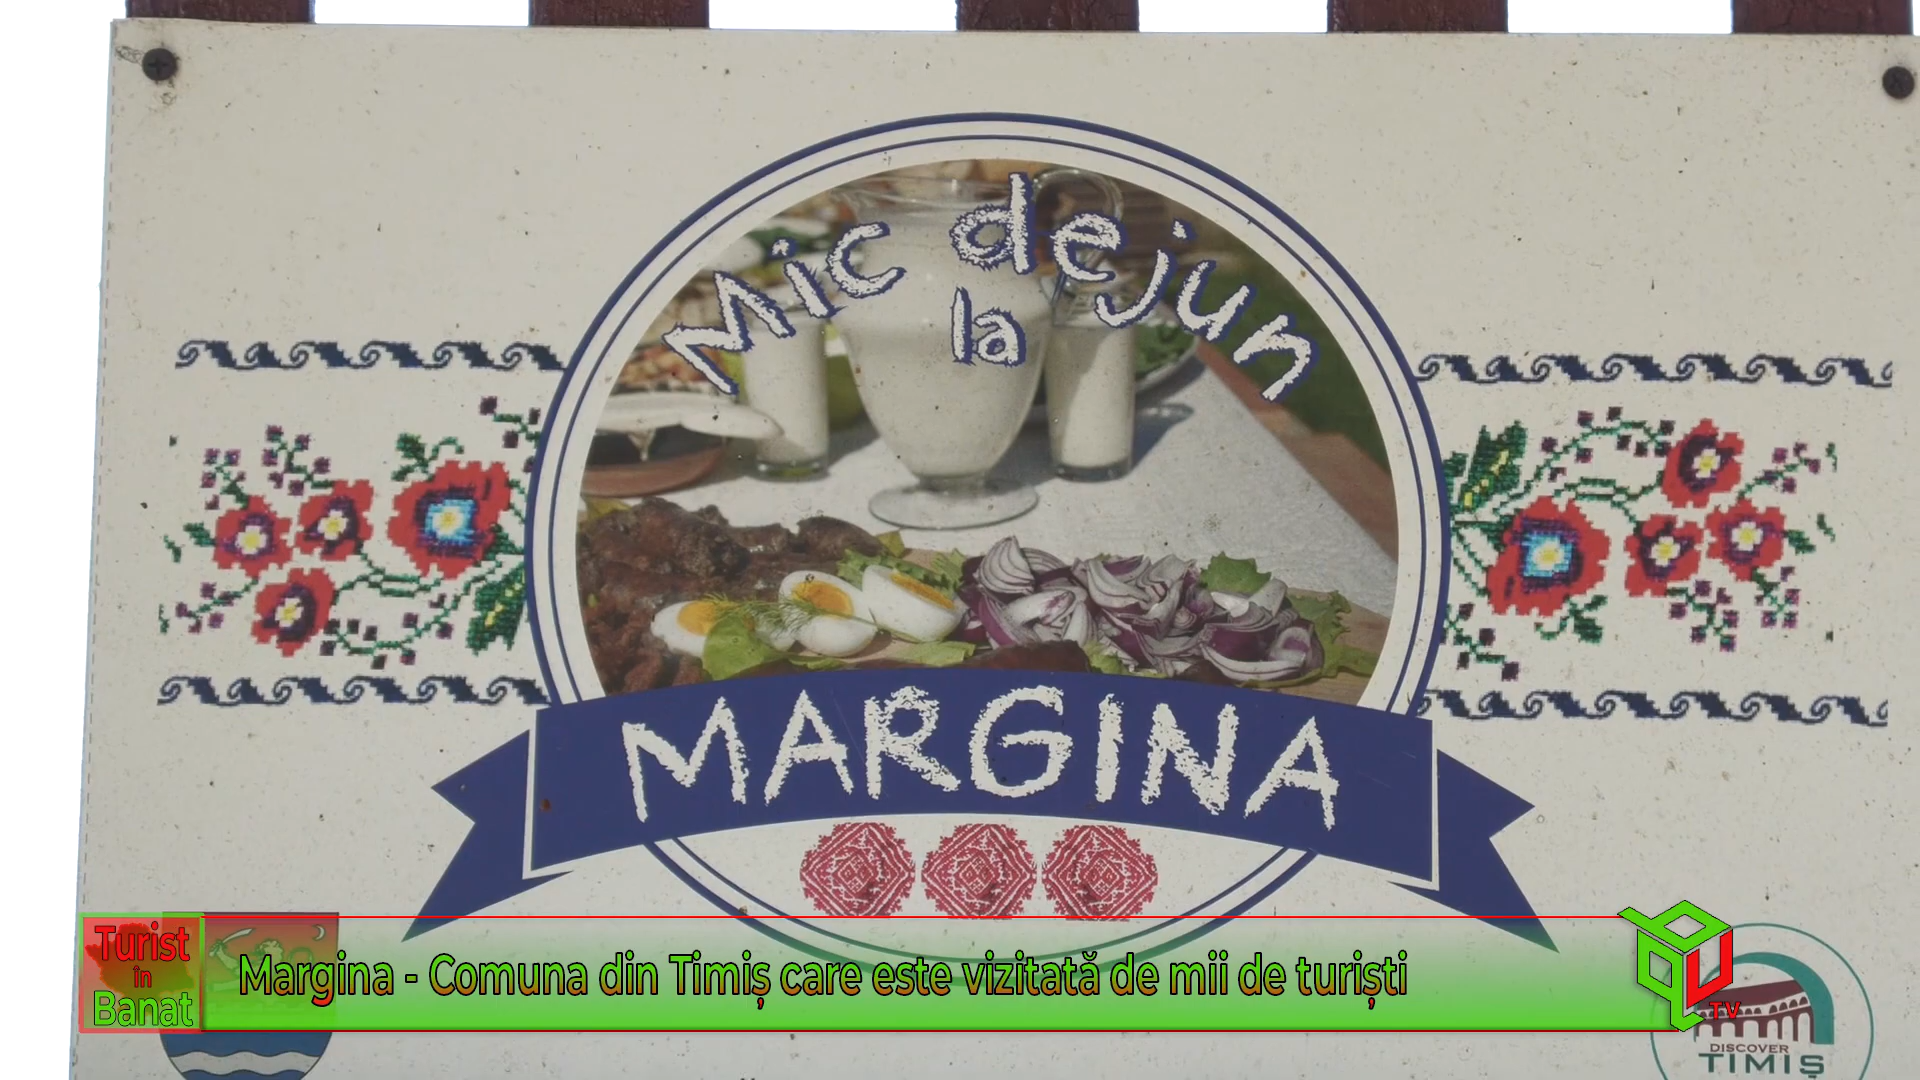 Mic dejun
la
MARGINA
Turist
în
Banat
Margina - Comuna din Timiș care este vizitată de mii de turiști
TV
DISCOVER
TIMIȘ